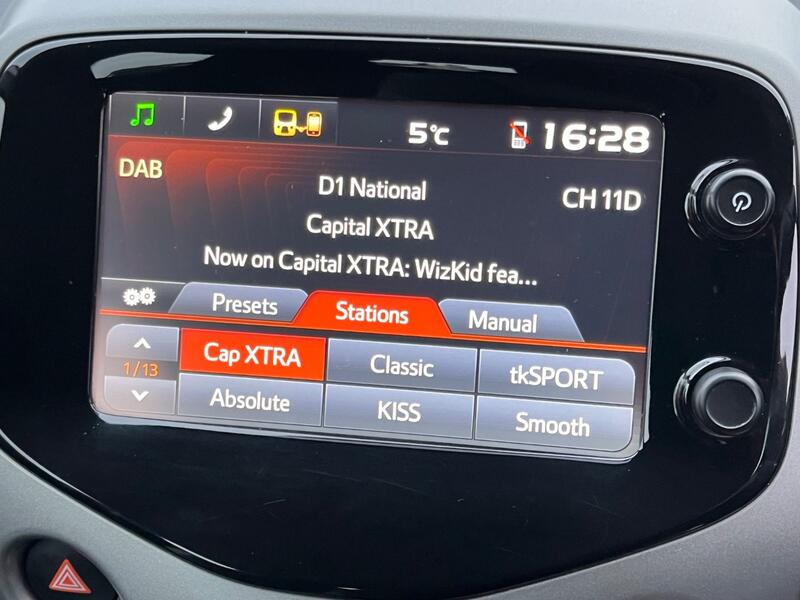 5°C
16:28
DAB
D1 National
CH 11D
Capital XTRA
Now on Capital XTRA: WizKid fea...
Presets
Stations
Manual
1/13
Cap XTRA
Classic
tkSPORT
Absolute
KISS
Smooth